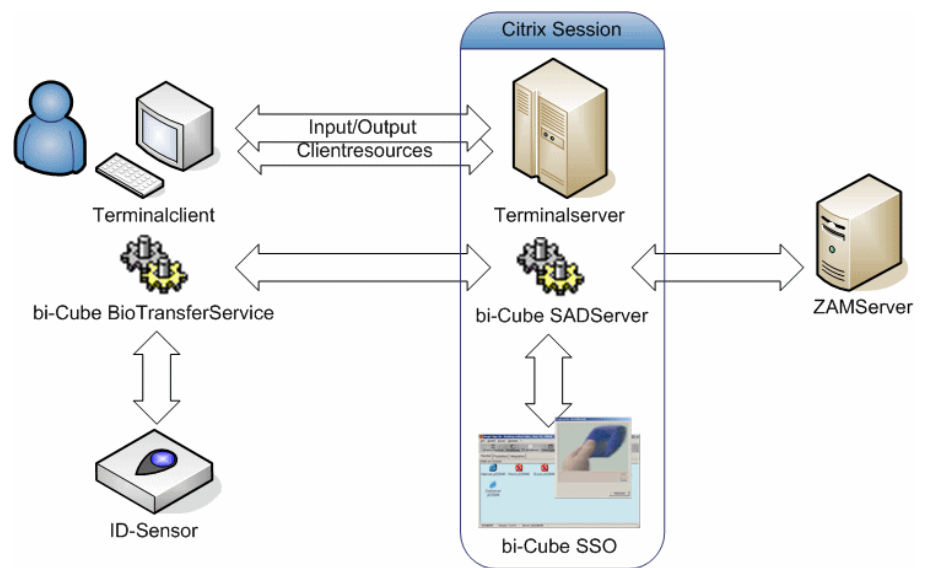 Citrix Session
Input/Output
Clientresources
Terminalclient
Terminalserver
bi-Cube BioTransferService
bi-Cube SADServer
ZAMServer
ID-Sensor
bi-Cube SSO